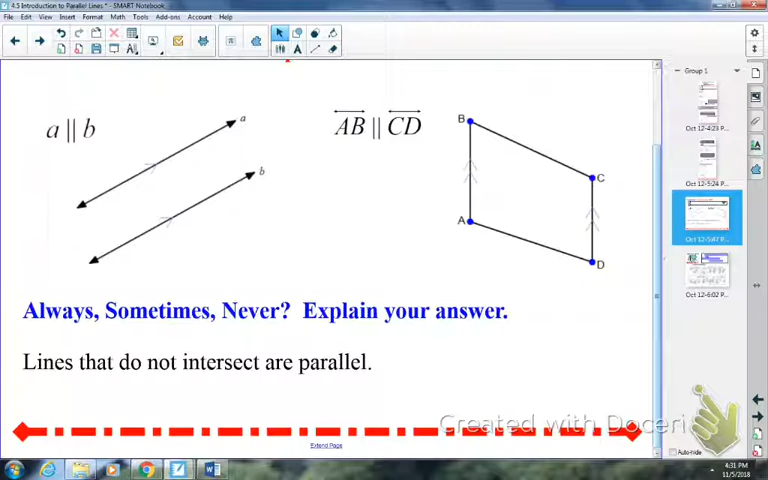 4.5 Introduction to Parallel Lines * - SMART Notebook
File Edit View Insert Format Math Tools Add-ons Account Help
Group 1
a || b
a
b
AB || CD
B
C
A
D
Oct 12-4:23 P...
Oct 12-5:24 P...
Oct 12-5:47 P...
Oct 12-6:02 P...
Always, Sometimes, Never? Explain your answer.
Lines that do not intersect are parallel.
Created with Doceri
Extend Page
Auto-hide
4:31 PM
11/5/2018